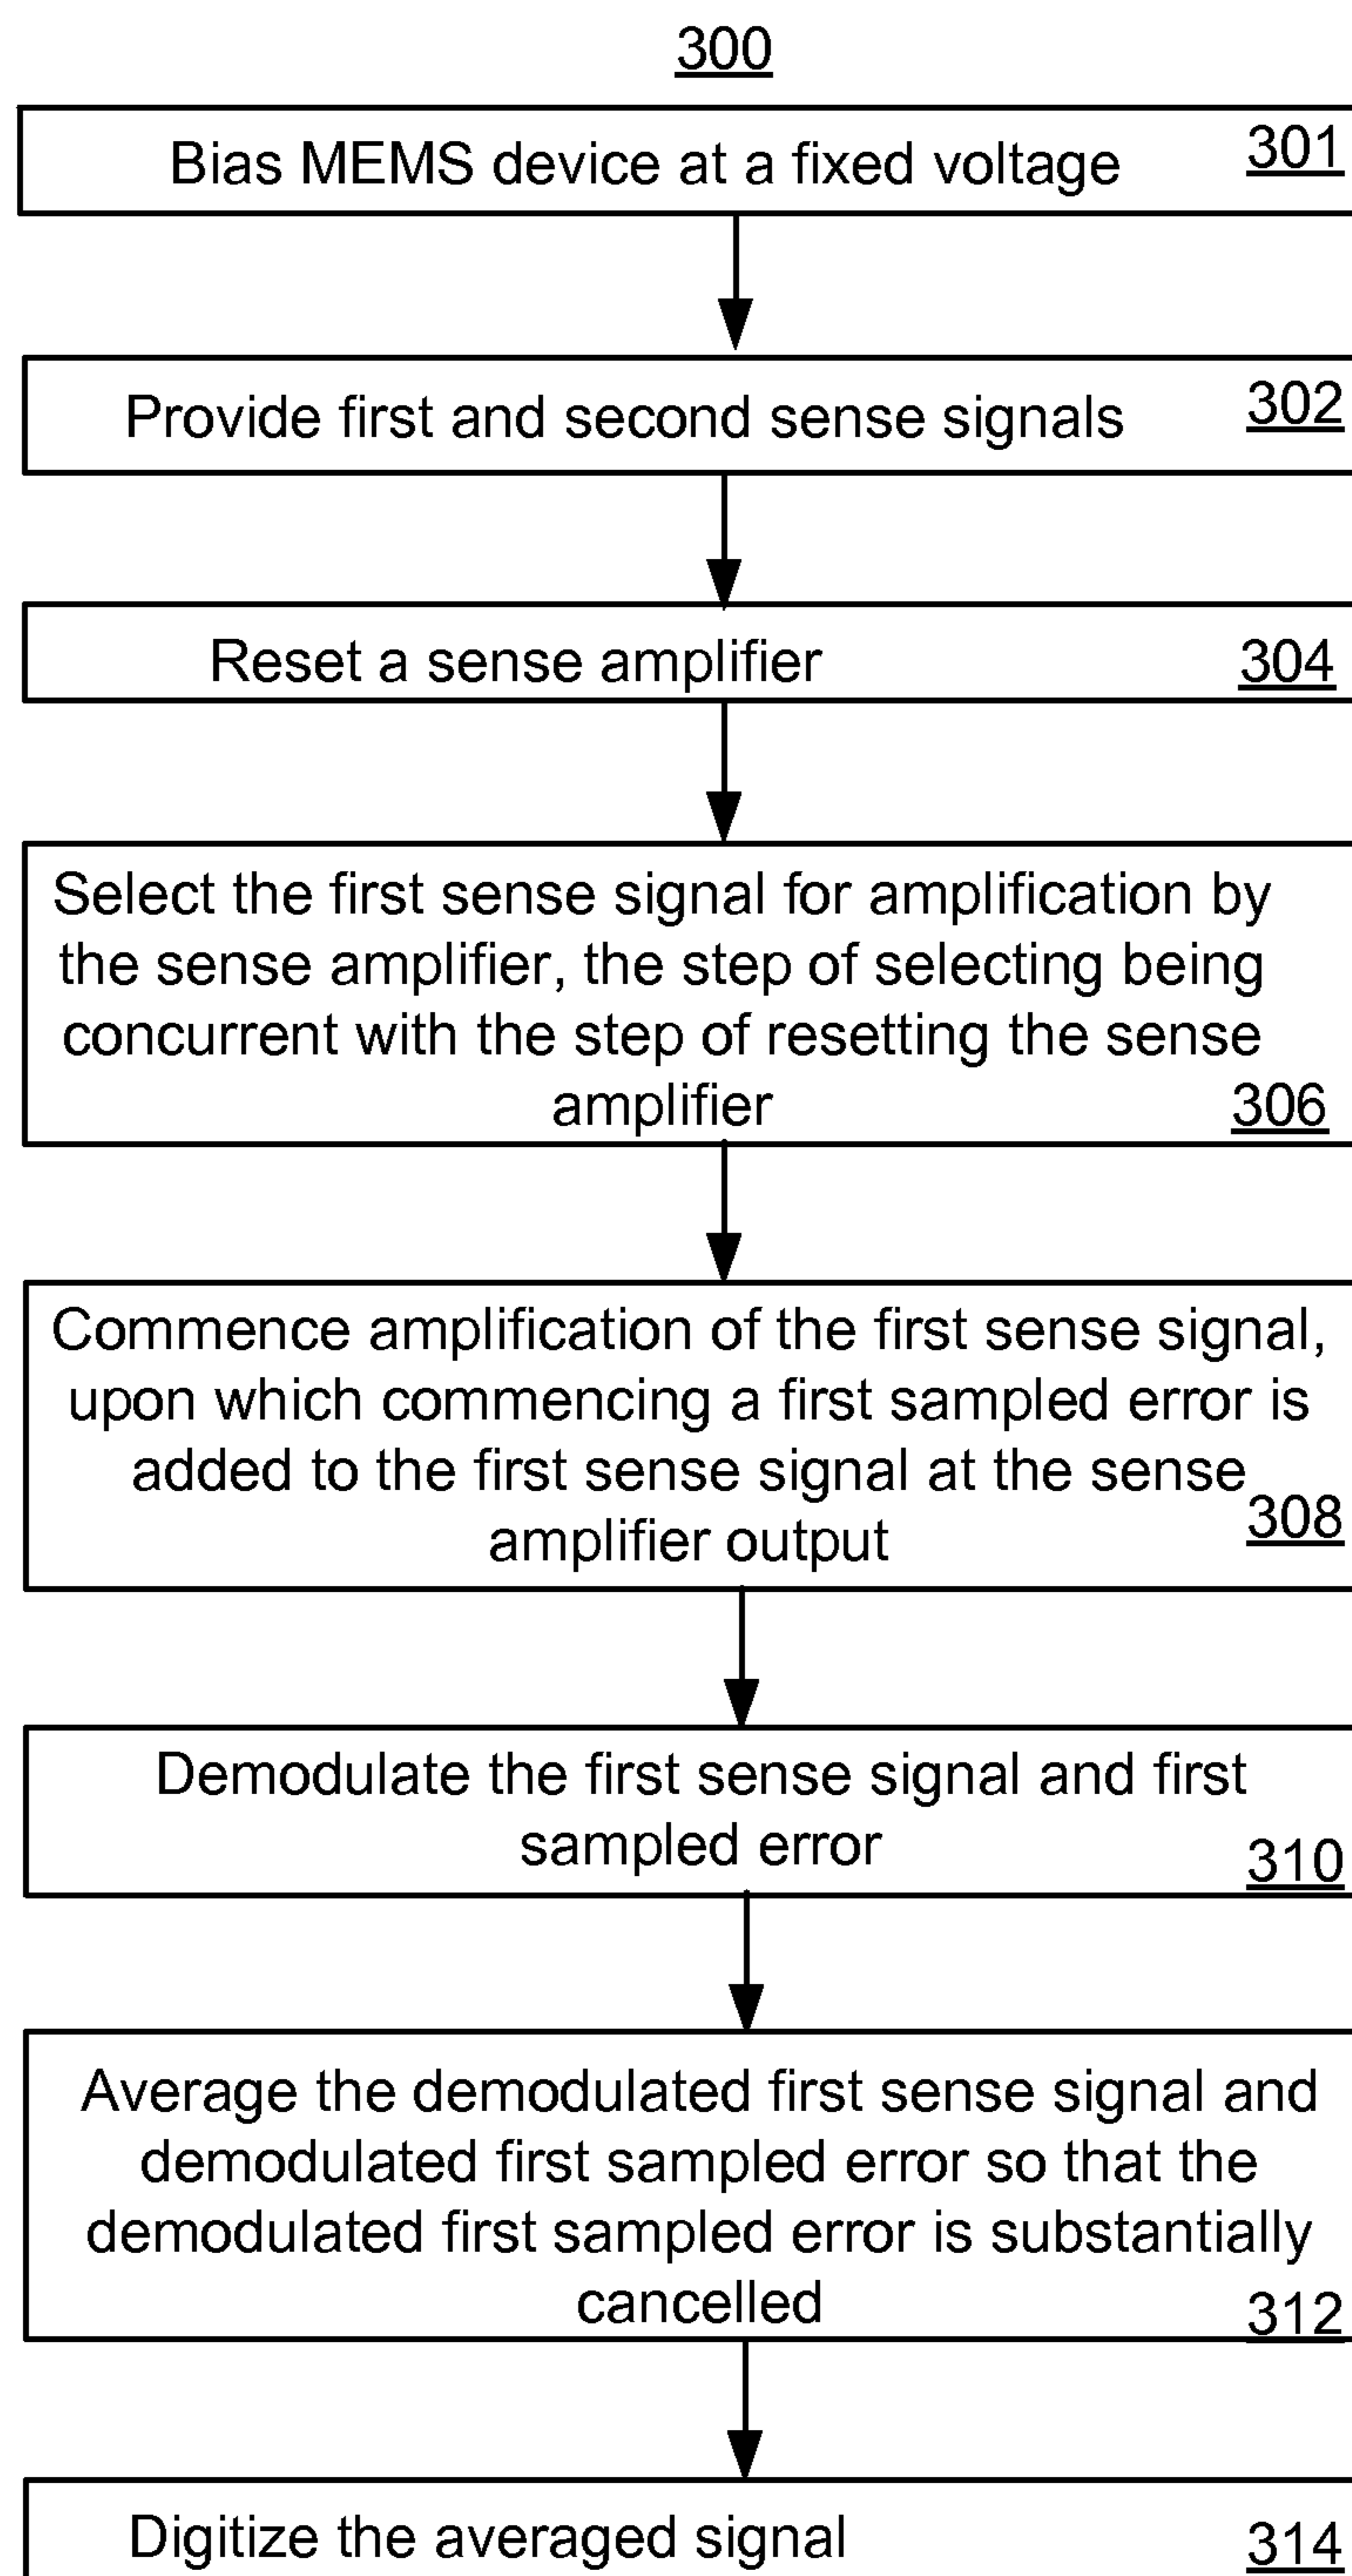 300
Bias MEMS device at a fixed voltage 301
Provide first and second sense signals 302
Reset a sense amplifier 304
Select the first sense signal for amplification by
the sense amplifier, the step of selecting being
concurrent with the step of resetting the sense
amplifier 306
Commence amplification of the first sense signal,
upon which commencing a first sampled error is
added to the first sense signal at the sense
amplifier output 308
Demodulate the first sense signal and first
sampled error 310
Average the demodulated first sense signal and
demodulated first sampled error so that the
demodulated first sampled error is substantially
cancelled 312
Digitize the averaged signal 314